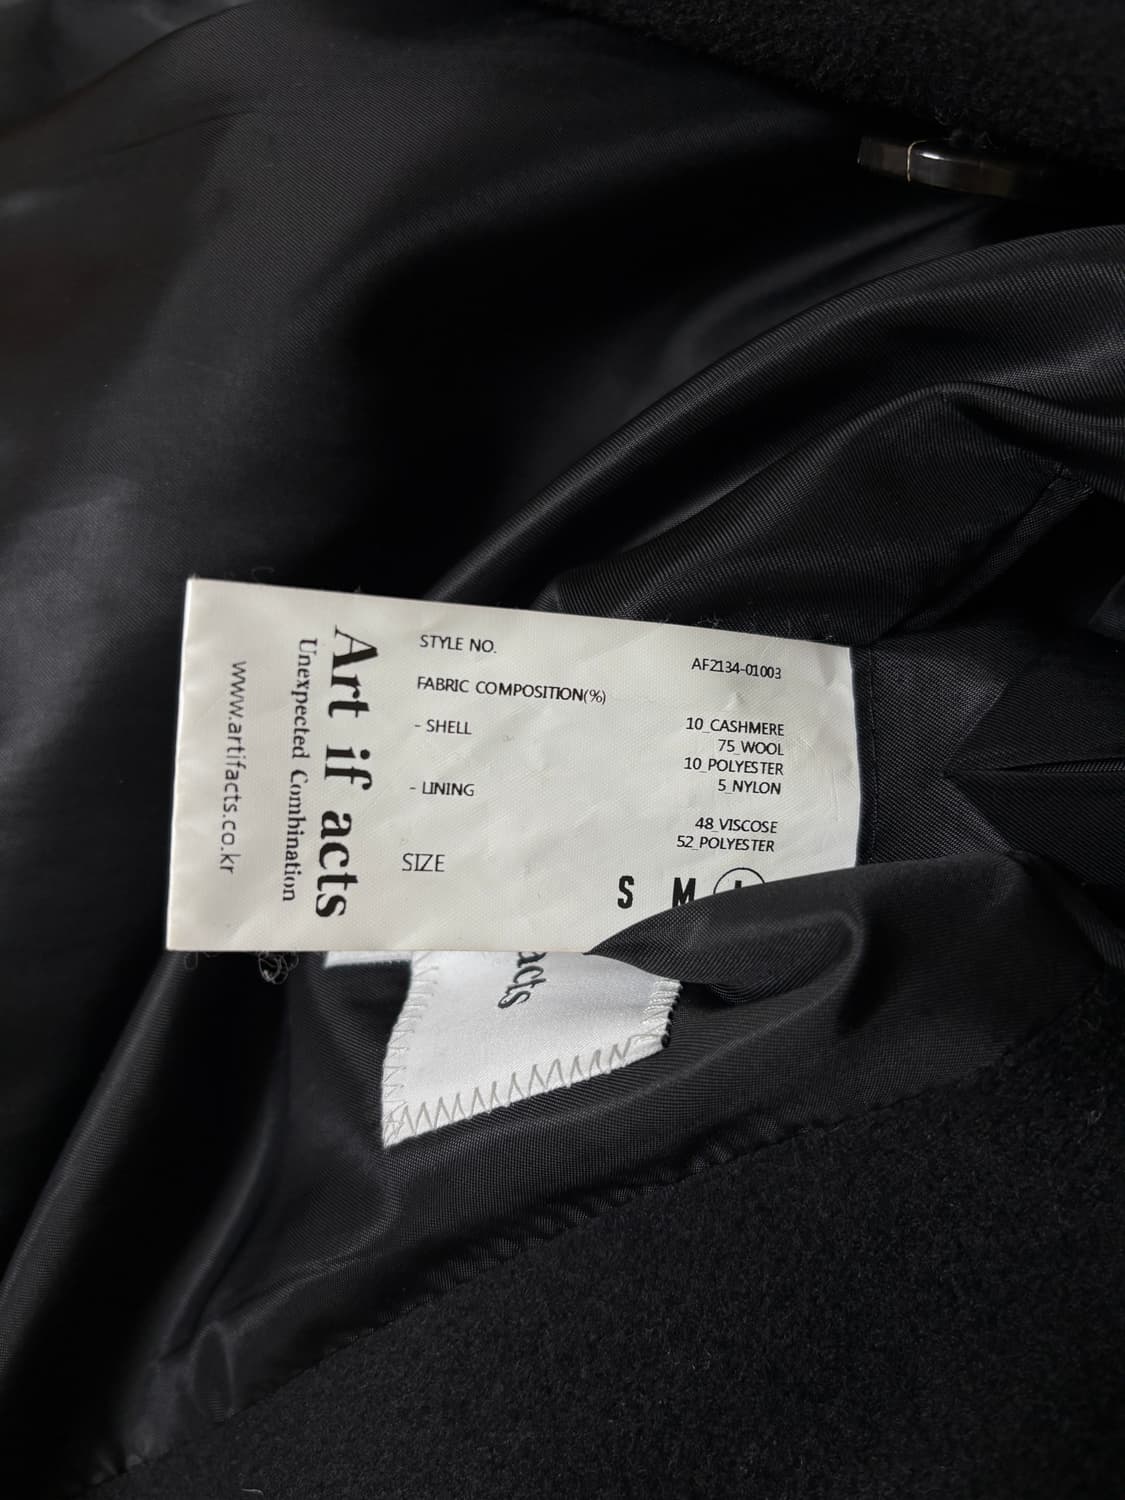 STYLE NO. AF2134-01003
FABRIC COMPOSITION(%)
- SHELL 10_CASHMERE
75_WOOL
10_POLYESTER
5_NYLON
- LINING 48_VISCOSE
52_POLYESTER
SIZE S M
Art if acts
Unexpected Combination
www.artifacts.co.kr
acts